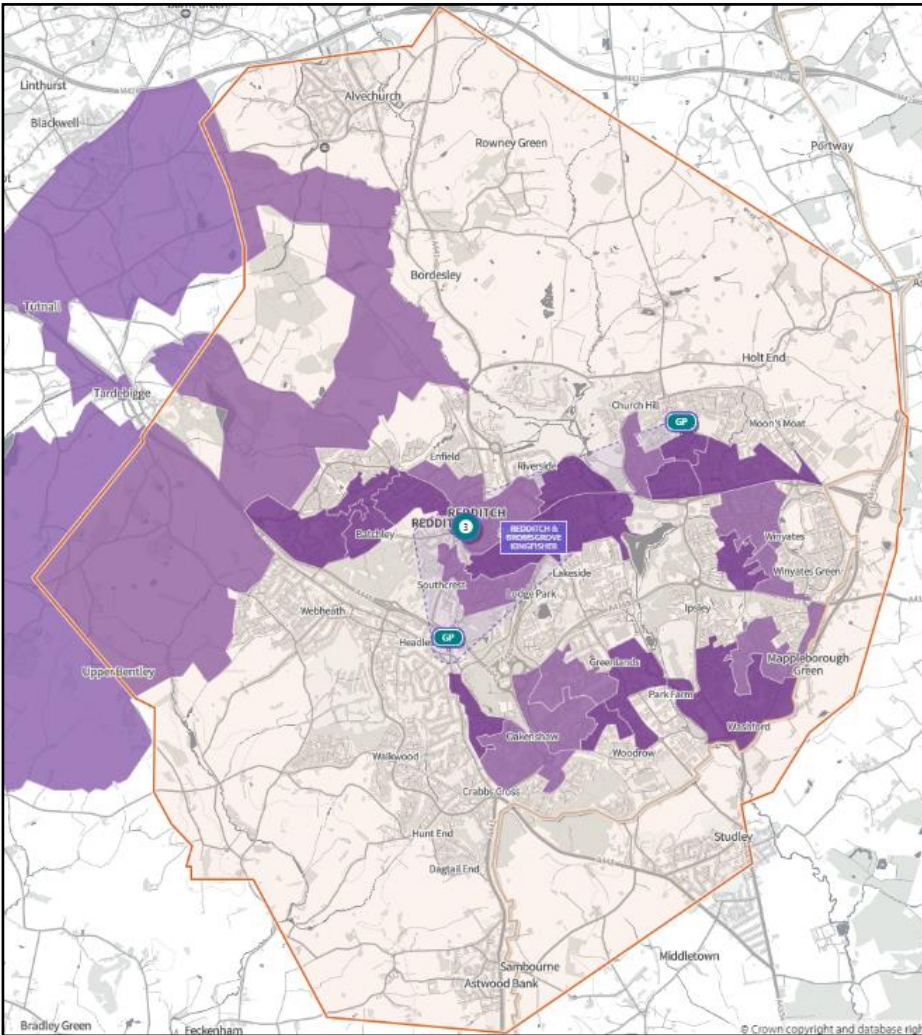 Linthurst
Blackwell
Alvechurch
Rowney Green
Portway
Bordesley
Tutnall
Tardebigge
Holt End
Church Hill
GP
Moon's Moat
Enfield
Riverside
REDDITCH
3
REDDITCH &
BROMSGROVE
KINGFISHER
Batchley
Winyates
Winyates Green
Southcrest
Lakeside
Lodge Park
Webheath
Ipsley
GP
Greenlands
Mappleborough
Green
Upper Bentley
Park Farm
Washford
Oakenshaw
Woodrow
Walkwood
Crabbs Cross
Hunt End
Studley
Dagtail End
Middletown
Sambourne
Astwood Bank
Bradley Green
Feckenham
© Crown copyright and database